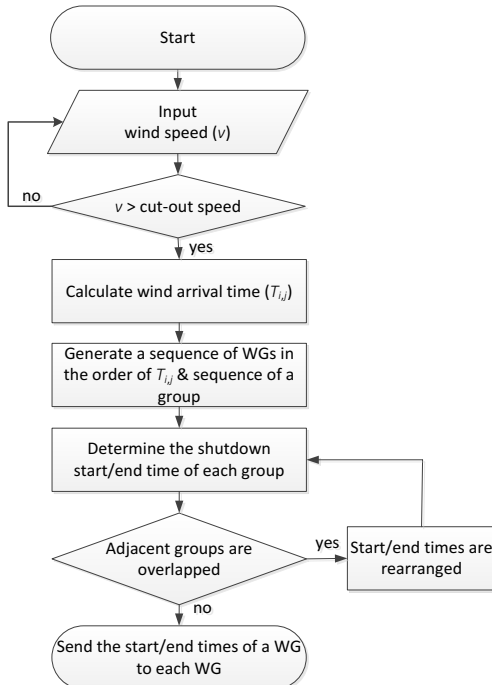 Start
Input
wind speed (v)
no
v > cut-out speed
yes
Calculate wind arrival time (Ti,j)
Generate a sequence of WGs in
the order of Ti,j & sequence of a
group
Determine the shutdown
start/end time of each group
Adjacent groups are
overlapped
yes
Start/end times are
rearranged
no
Send the start/end times of a WG
to each WG